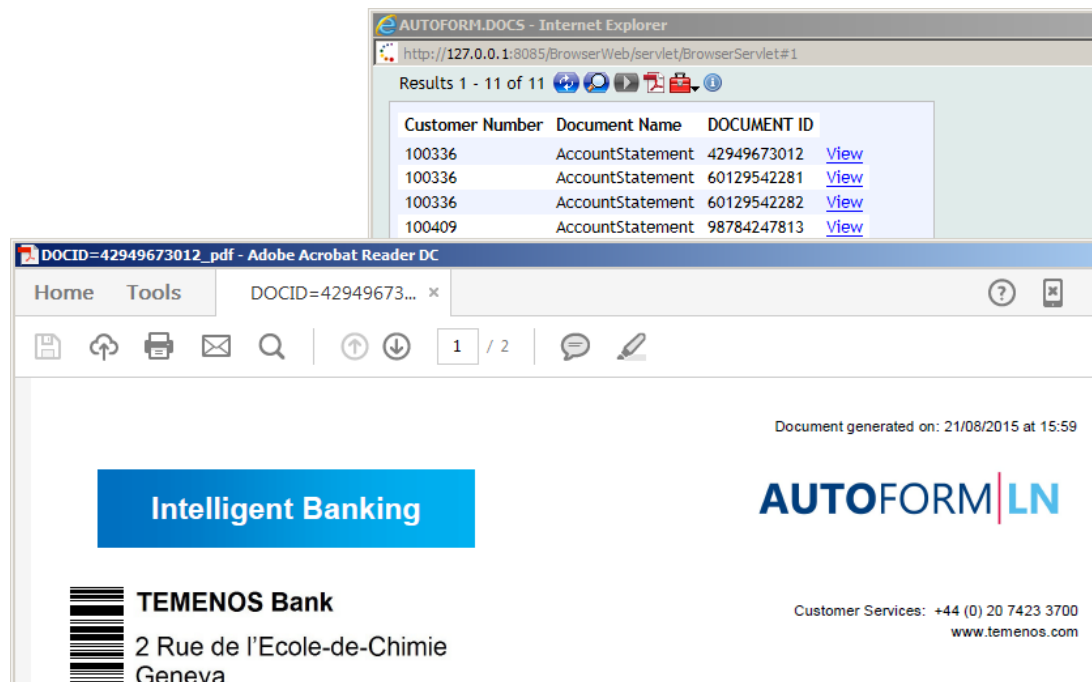 AUTOFORM.DOCS - Internet Explorer
http://127.0.0.1:8085/BrowserWeb/servlet/BrowserServlet#1
Results 1 - 11 of 11
Customer Number Document Name DOCUMENT ID
100336 AccountStatement 42949673012 View
100336 AccountStatement 60129542281 View
100336 AccountStatement 60129542282 View
100409 AccountStatement 98784247813 View
DOCID=42949673012_pdf - Adobe Acrobat Reader DC
Home Tools DOCID=42949673... ×
1 / 2
Document generated on: 21/08/2015 at 15:59
Intelligent Banking
AUTOFORM|LN
TEMENOS Bank
Customer Services: +44 (0) 20 7423 3700
www.temenos.com
2 Rue de l'Ecole-de-Chimie
Geneva